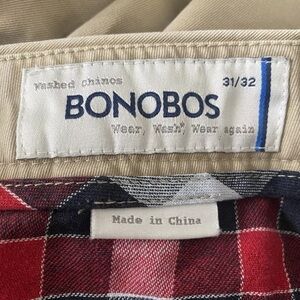 Washed Chinos
31/32
BONOBOS
Wear, Wash, Wear again
Made in China